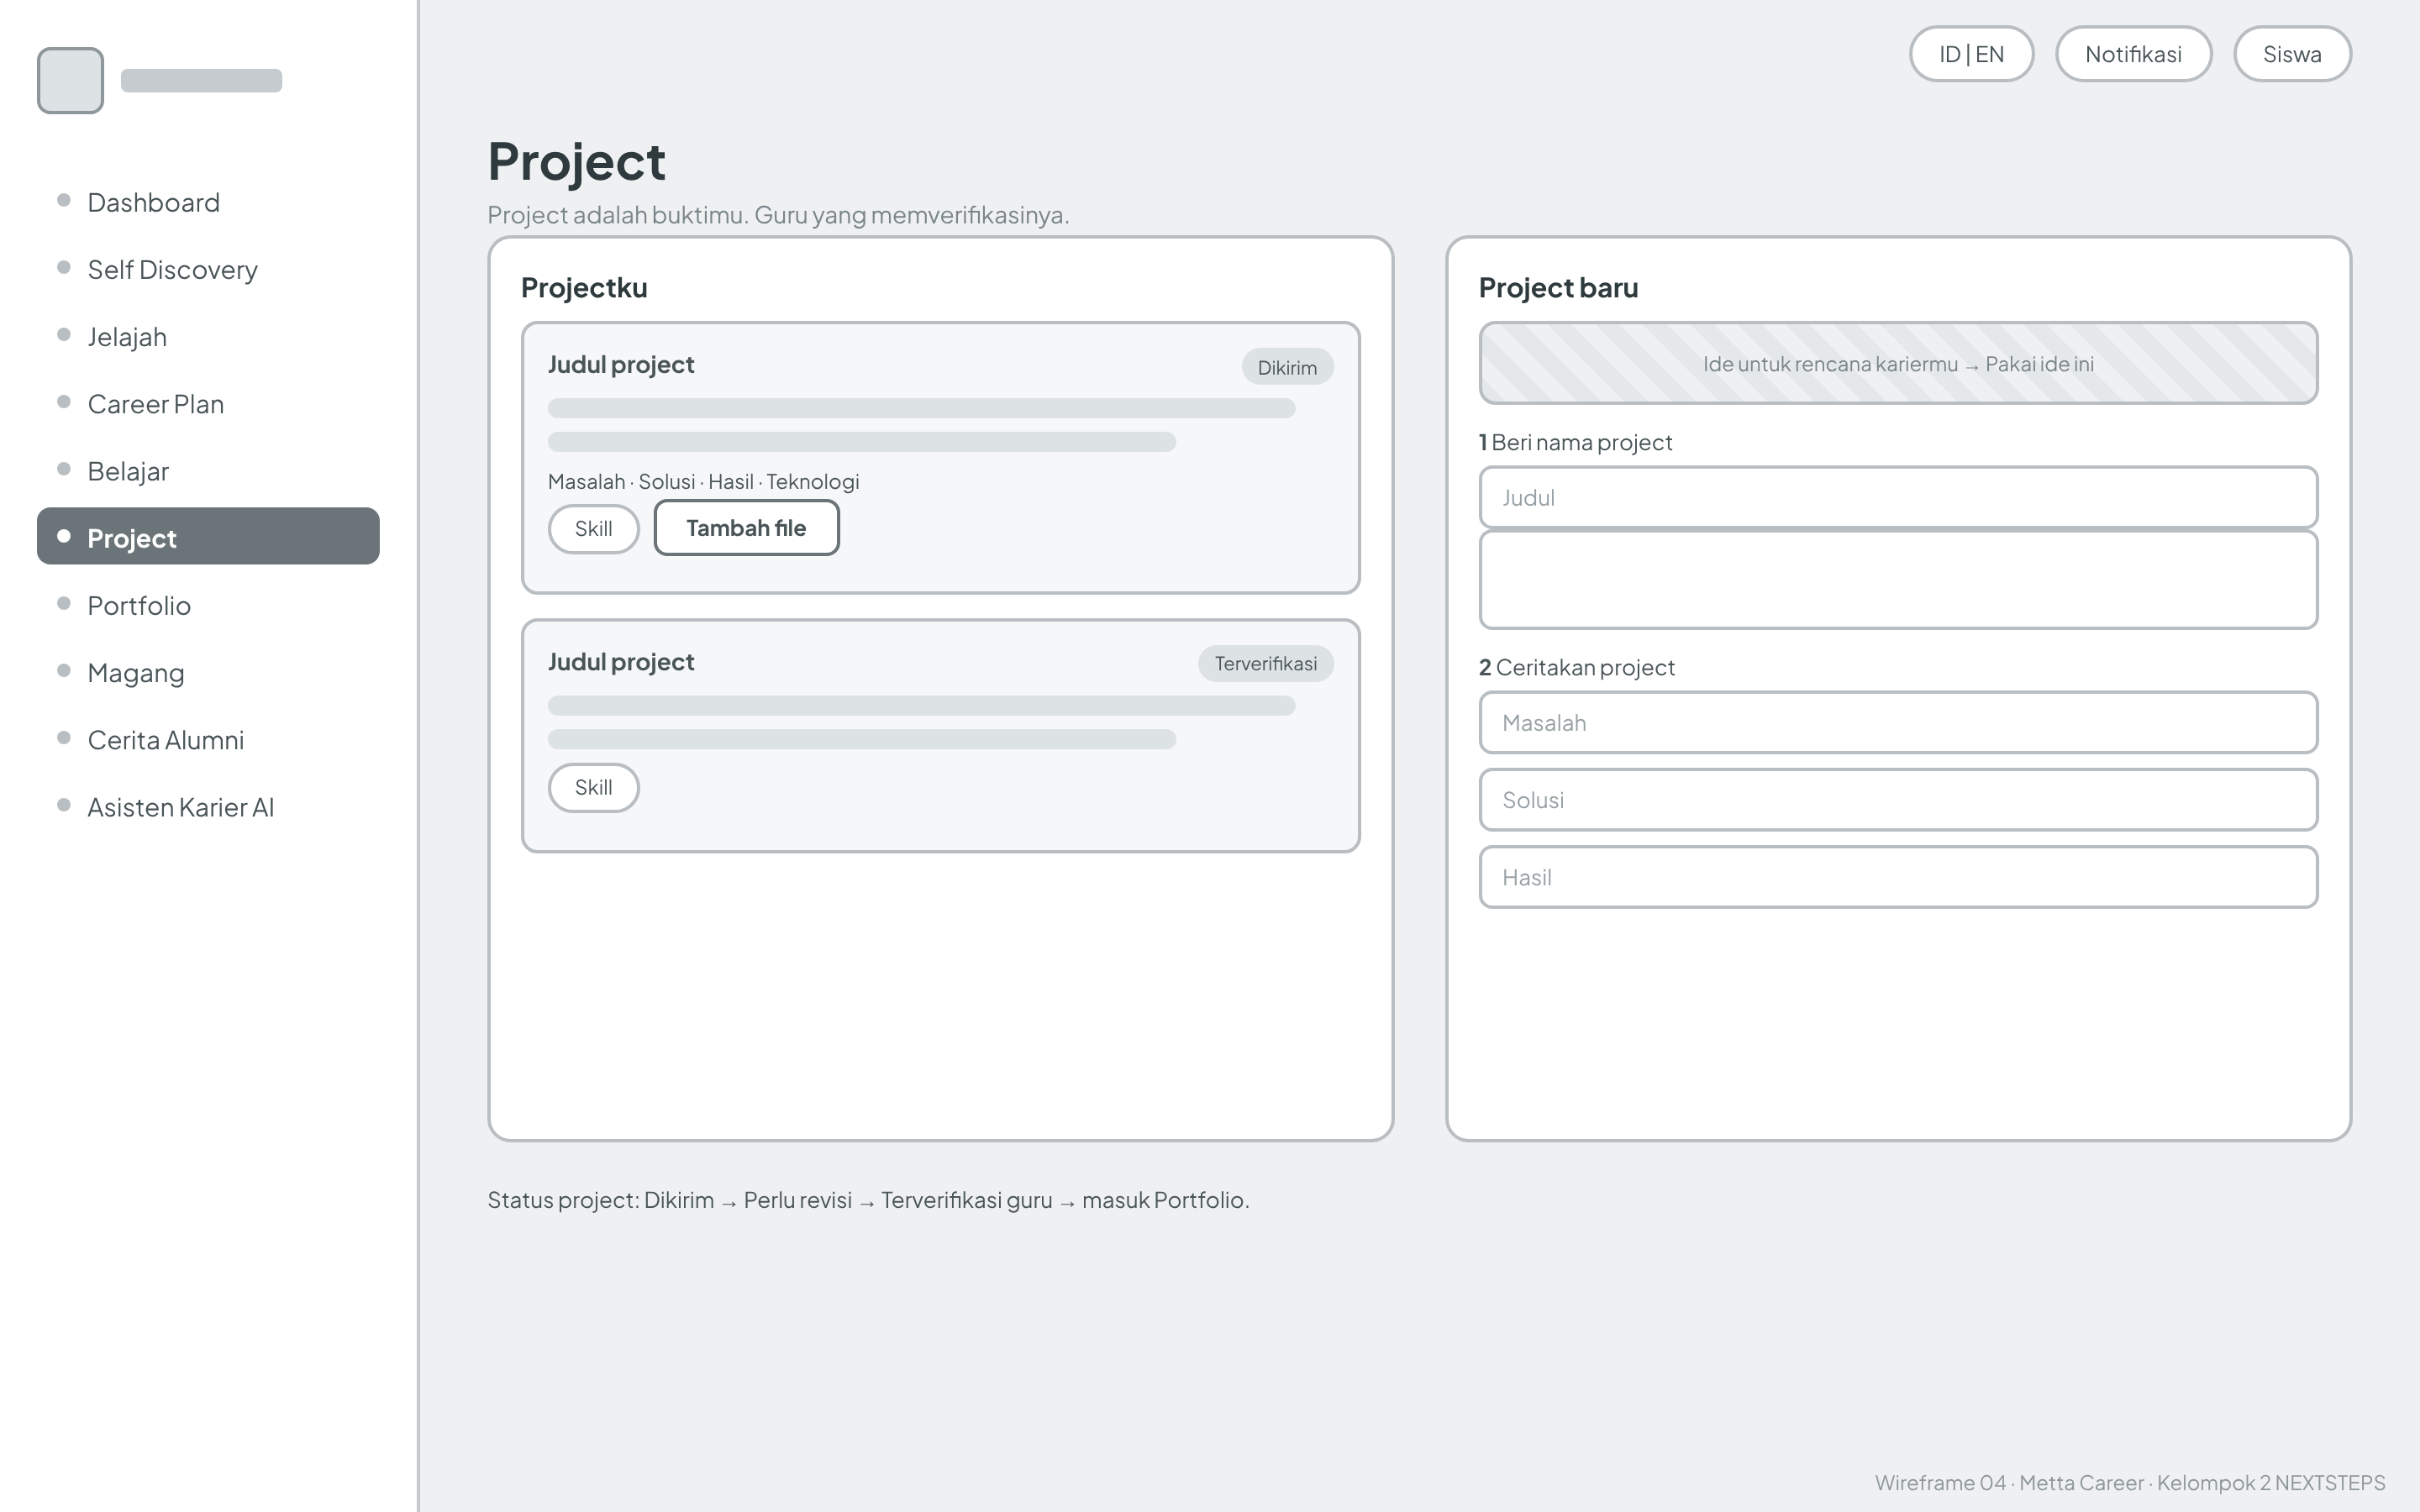 ID | EN
Notifikasi
Siswa
Dashboard
Self Discovery
Jelajah
Career Plan
Belajar
Project
Portfolio
Magang
Cerita Alumni
Asisten Karier AI
Project
Project adalah buktimu. Guru yang memverifikasinya.
Projectku
Judul project
Dikirim
Masalah · Solusi · Hasil · Teknologi
Skill
Tambah file
Judul project
Terverifikasi
Skill
Project baru
Ide untuk rencana kariermu → Pakai ide ini
1 Beri nama project
Judul
2 Ceritakan project
Masalah
Solusi
Hasil
Status project: Dikirim → Perlu revisi → Terverifikasi guru → masuk Portfolio.
Wireframe 04 · Metta Career · Kelompok 2 NEXTSTEPS